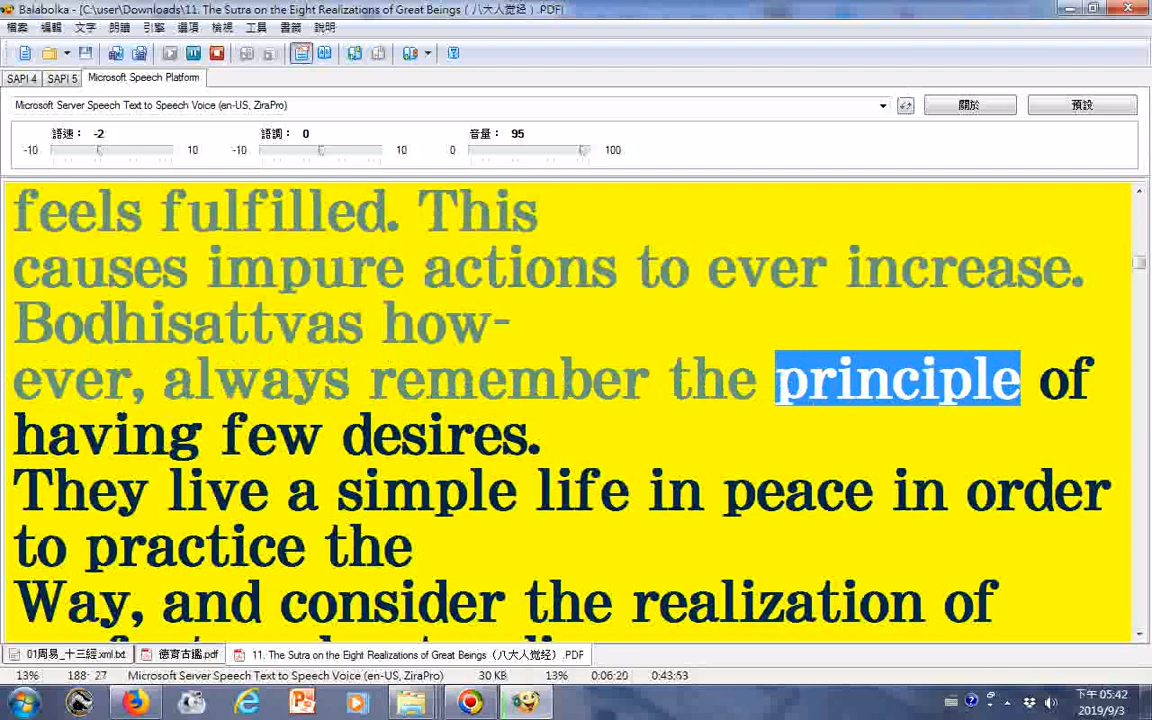 Balabolka - [C:\user\Downloads\11. The Sutra on the Eight Realizations of Great Beings（八大人觉经）.PDF]
檔案 編輯 文字 朗讀 引擎 選項 檢視 工具 書籤 說明
SAPI 4 SAPI 5 Microsoft Speech Platform
Microsoft Server Speech Text to Speech Voice (en-US, ZiraPro) 關於 預設
語速： -2 語調： 0 音量： 95
-10 10 -10 10 0 100
feels fulfilled. This
causes impure actions to ever increase.
Bodhisattvas how-
ever, always remember the principle of
having few desires.
They live a simple life in peace in order
to practice the
Way, and consider the realization of
01周易_十三經.xml.txt 德育古鑑.pdf 11. The Sutra on the Eight Realizations of Great Beings（八大人觉经）.PDF
13% 188- 27 Microsoft Server Speech Text to Speech Voice (en-US, ZiraPro) 30 KB 13% 0:06:20 0:43:53
下午 05:42
2019/9/3